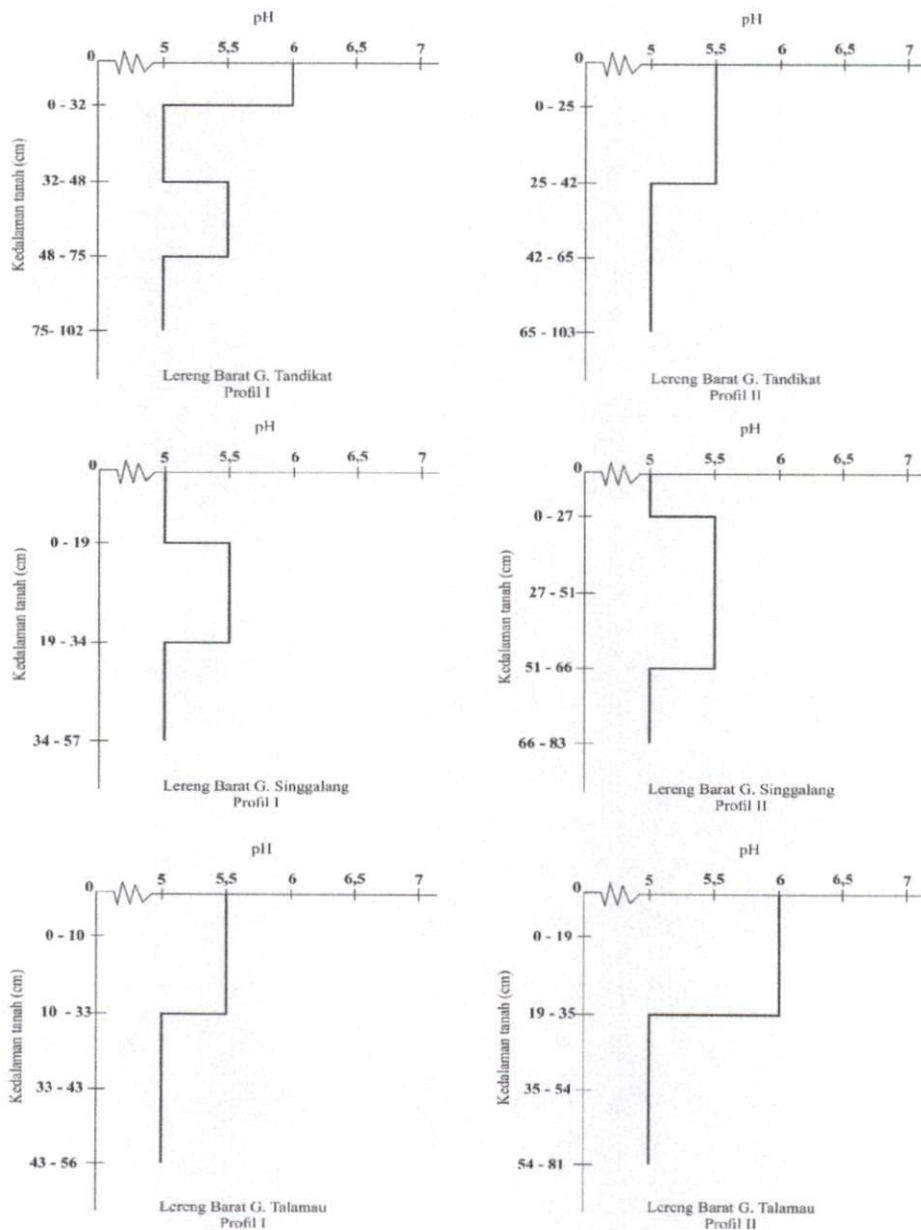 pH
0 5 5,5 6 6,5 7
0 - 32
32 - 48
48 - 75
75- 102
Kedalaman tanah (cm)
Lereng Barat G. Tandikat
Profil I
pH
0 5 5,5 6 6,5 7
0 - 25
25 - 42
42 - 65
65 - 103
Lereng Barat G. Tandikat
Profil II
pH
0 5 5,5 6 6,5 7
0 - 19
19 - 34
34 - 57
Kedalaman tanah (cm)
Lereng Barat G. Singgalang
Profil I
pH
0 5 5,5 6 6,5 7
0 - 27
27 - 51
51 - 66
66 - 83
Kedalaman tanah (cm)
Lereng Barat G. Singgalang
Profil II
pH
0 5 5,5 6 6,5 7
0 - 10
10 - 33
33 - 43
43 - 56
Kedalaman tanah (cm)
Lereng Barat G. Talamau
Profil I
pH
0 5 5,5 6 6,5 7
0 - 19
19 - 35
35 - 54
54 - 81
Kedalaman tanah (cm)
Lereng Barat G. Talamau
Profil II